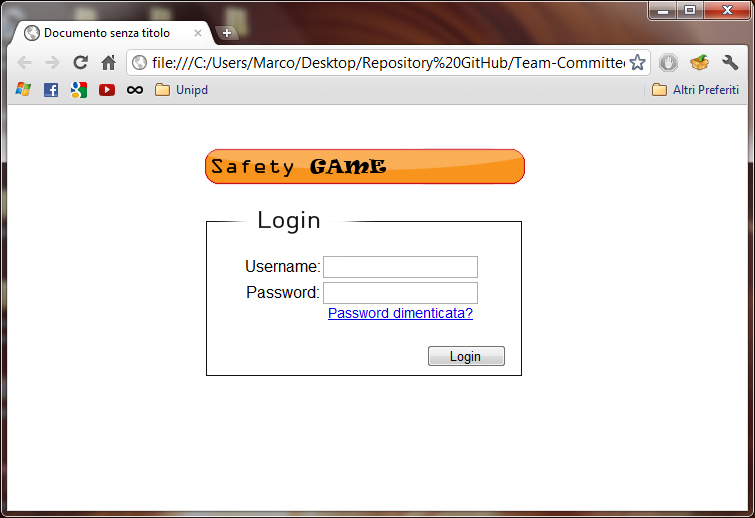 Documento senza titolo
file:///C:/Users/Marco/Desktop/Repository%20GitHub/Team-Committed
Unipd
Altri Preferiti
Safety GAME
Login
Username:
Password:
Password dimenticata?
Login